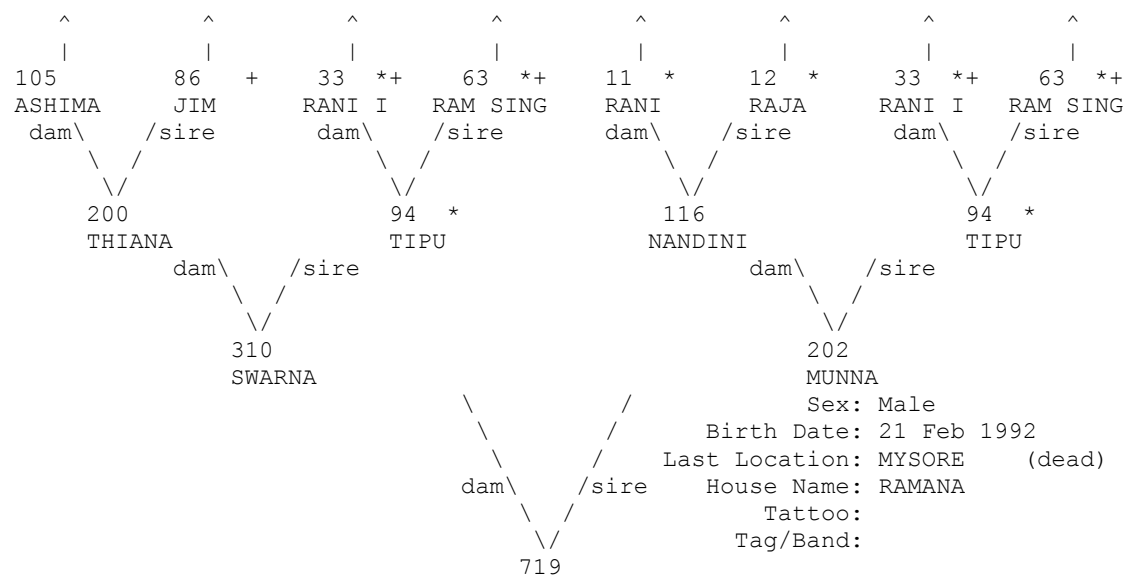 ^ ^ ^ ^ ^ ^ ^ ^
| | | | | | | |
105 86 + 33 *+ 63 *+ 11 * 12 * 33 *+ 63 *+
ASHIMA JIM RANI I RAM SING RANI RAJA RANI I RAM SING
dam\ /sire dam\ /sire dam\ /sire dam\ /sire
\ / \ / \ / \ /
\/ \/ \/ \/
200 94 * 116 94 *
THIANA TIPU NANDINI TIPU
dam\ /sire dam\ /sire
\ / \ /
\/ \/
310 202
SWARNA MUNNA
\ / Sex: Male
\ / Birth Date: 21 Feb 1992
\ / Last Location: MYSORE (dead)
dam\ /sire House Name: RAMANA
\ / Tattoo:
\/ Tag/Band:
719